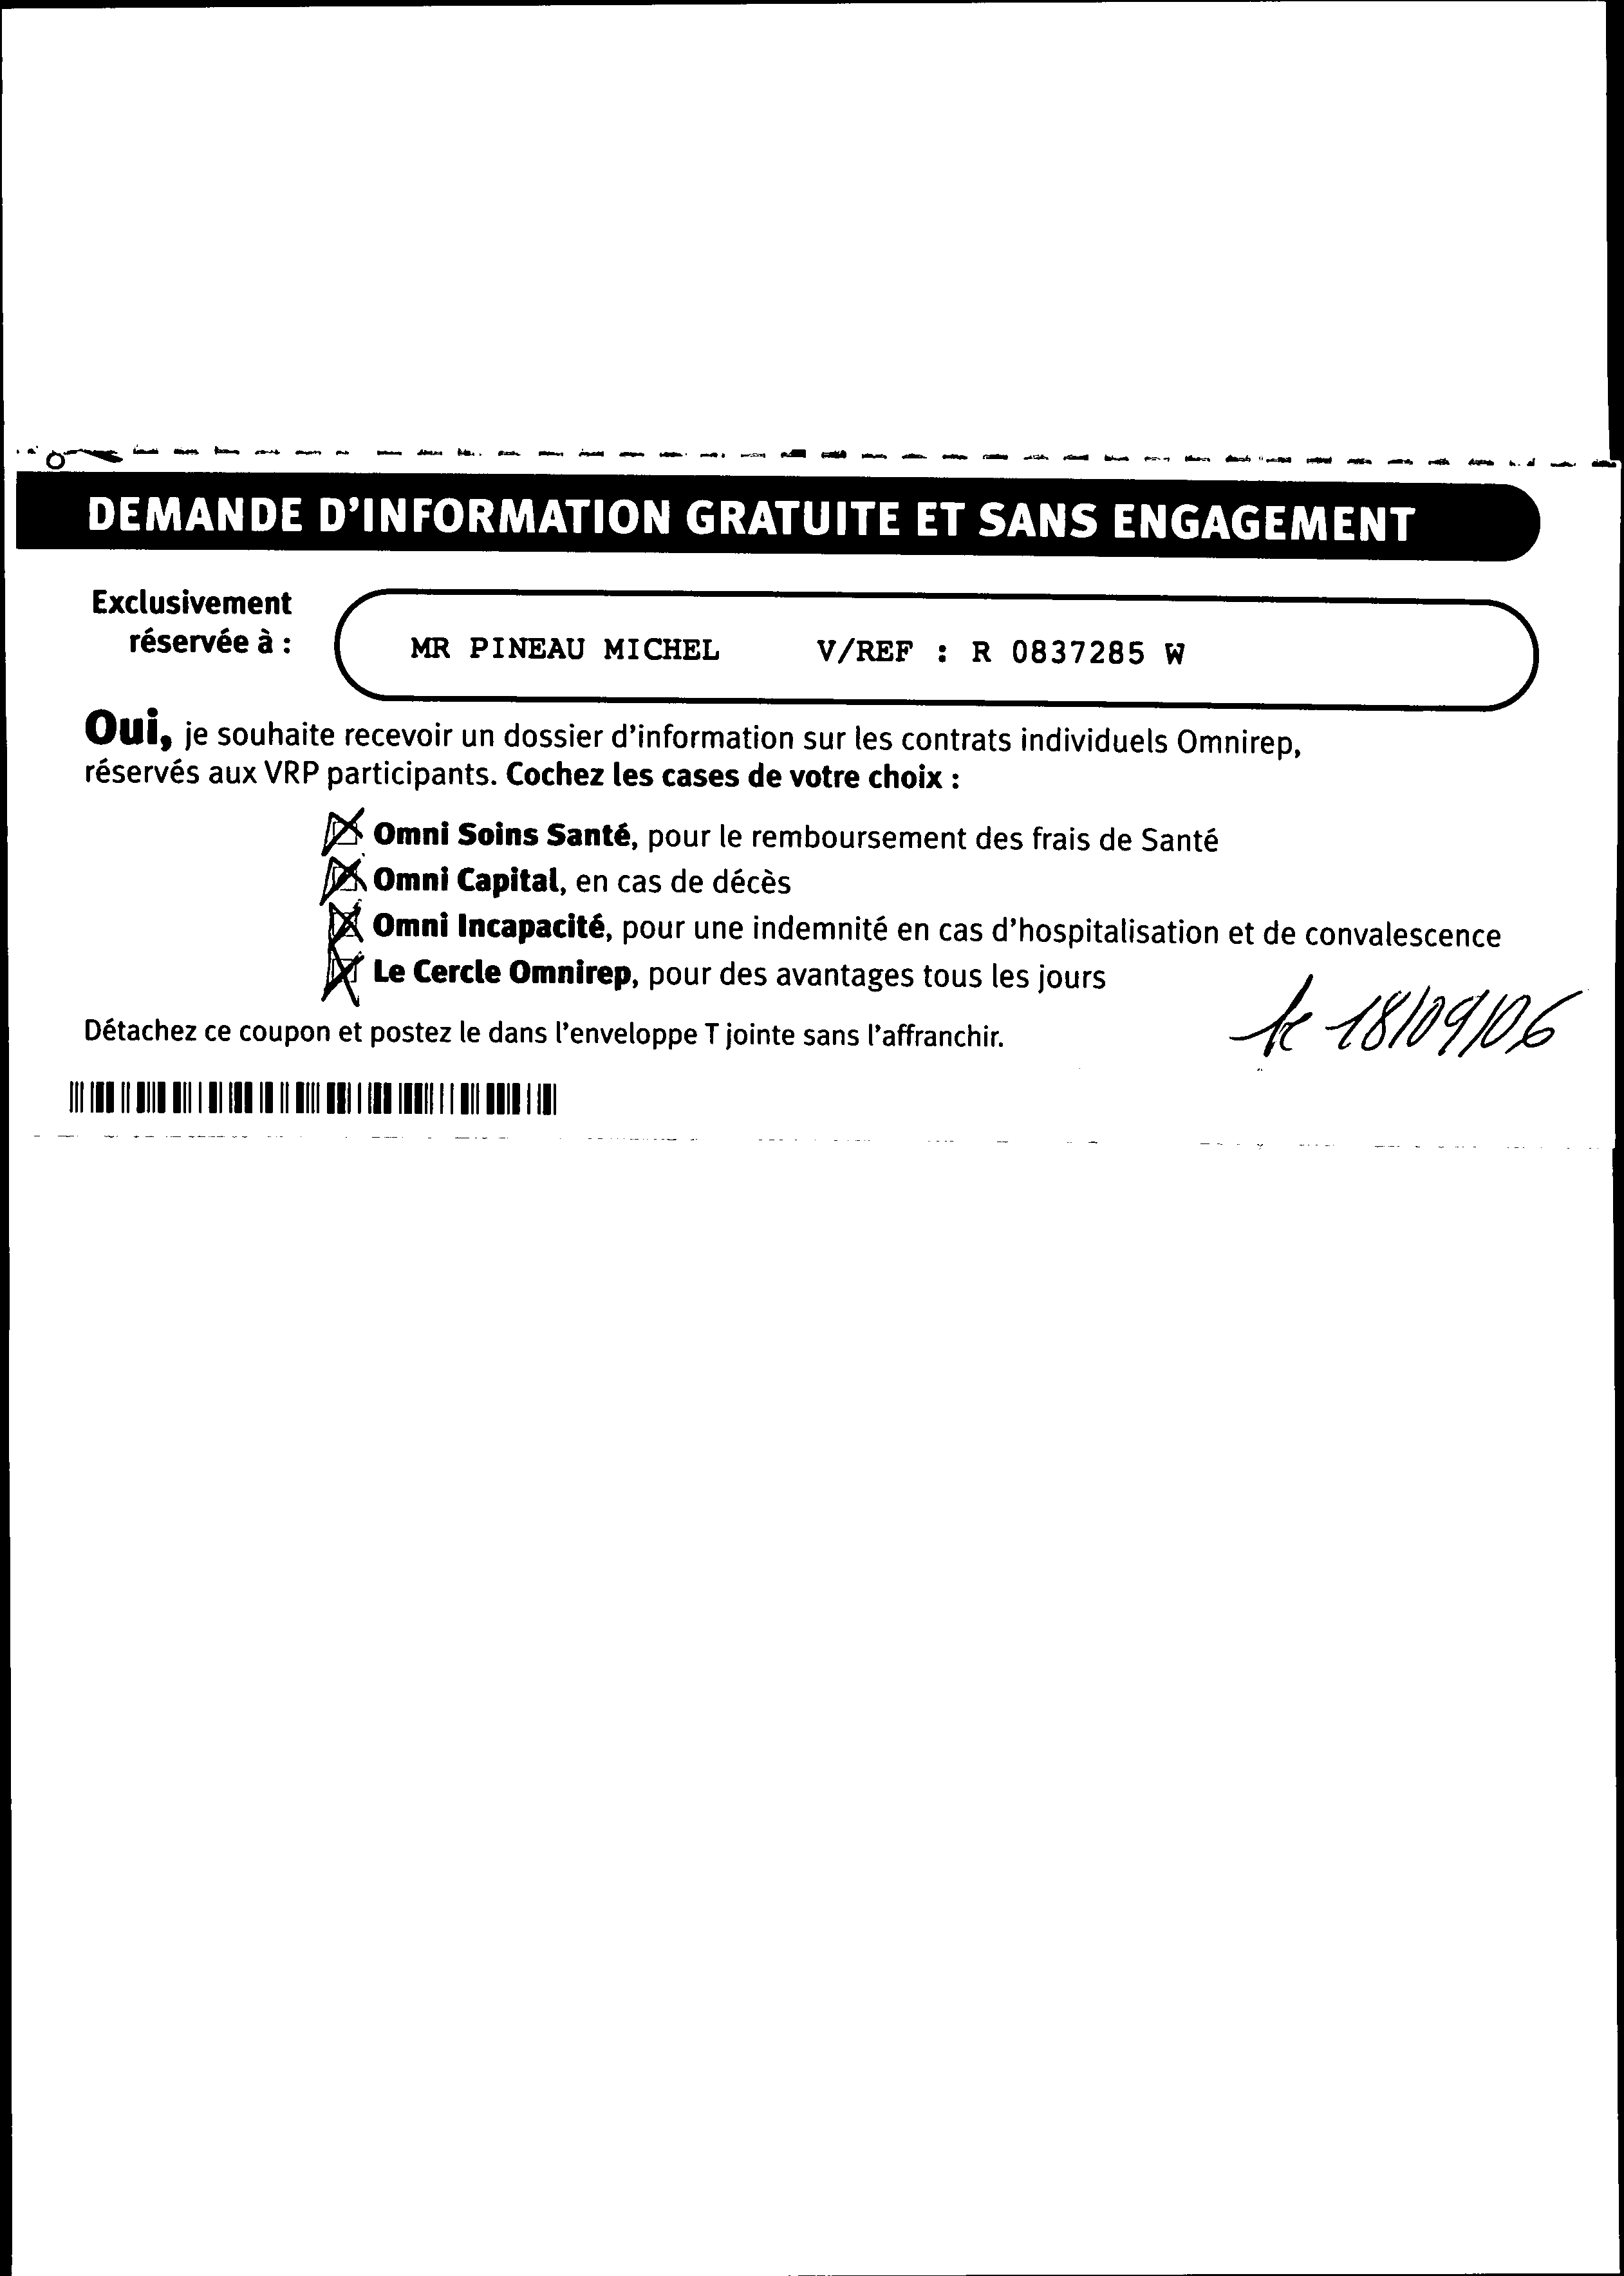 DEMANDE D'INFORMATION GRATUITE ET SANS ENGAGEMENT
Exclusivement
réservée à :
MR PINEAU MICHEL V/REF : R 0837285 W
Oui, je souhaite recevoir un dossier d'information sur les contrats individuels Omnirep,
réservés aux VRP participants. Cochez les cases de votre choix :
Omni Soins Santé, pour le remboursement des frais de Santé
Omni Capital, en cas de décès
Omni Incapacité, pour une indemnité en cas d'hospitalisation et de convalescence
Le Cercle Omnirep, pour des avantages tous les jours
le 18/09/06
Détachez ce coupon et postez le dans l'enveloppe T jointe sans l'affranchir.